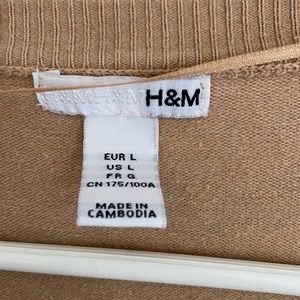 H&M H&M H&M
EUR L
US L
FR G
CN 175/100A
MADE IN
CAMBODIA